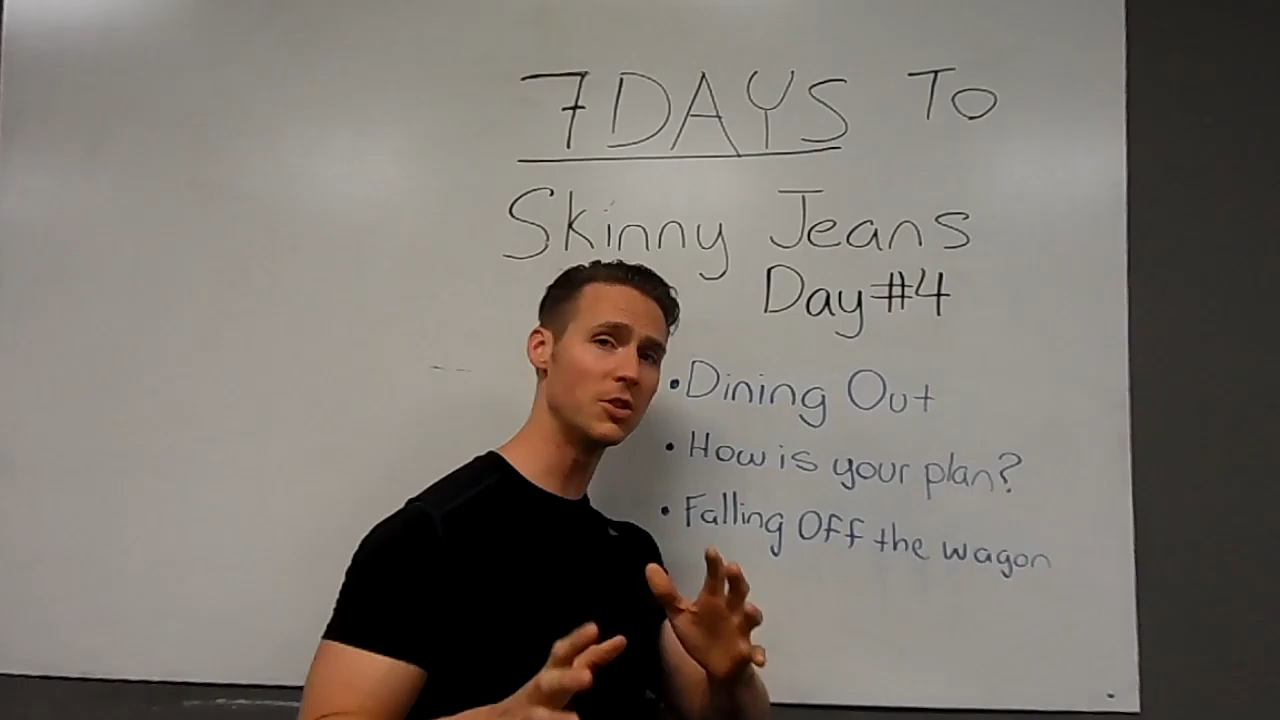 7 DAYS TO
Skinny Jeans
Day #4
• Dining Out
• How is your plan?
• Falling Off the wagon